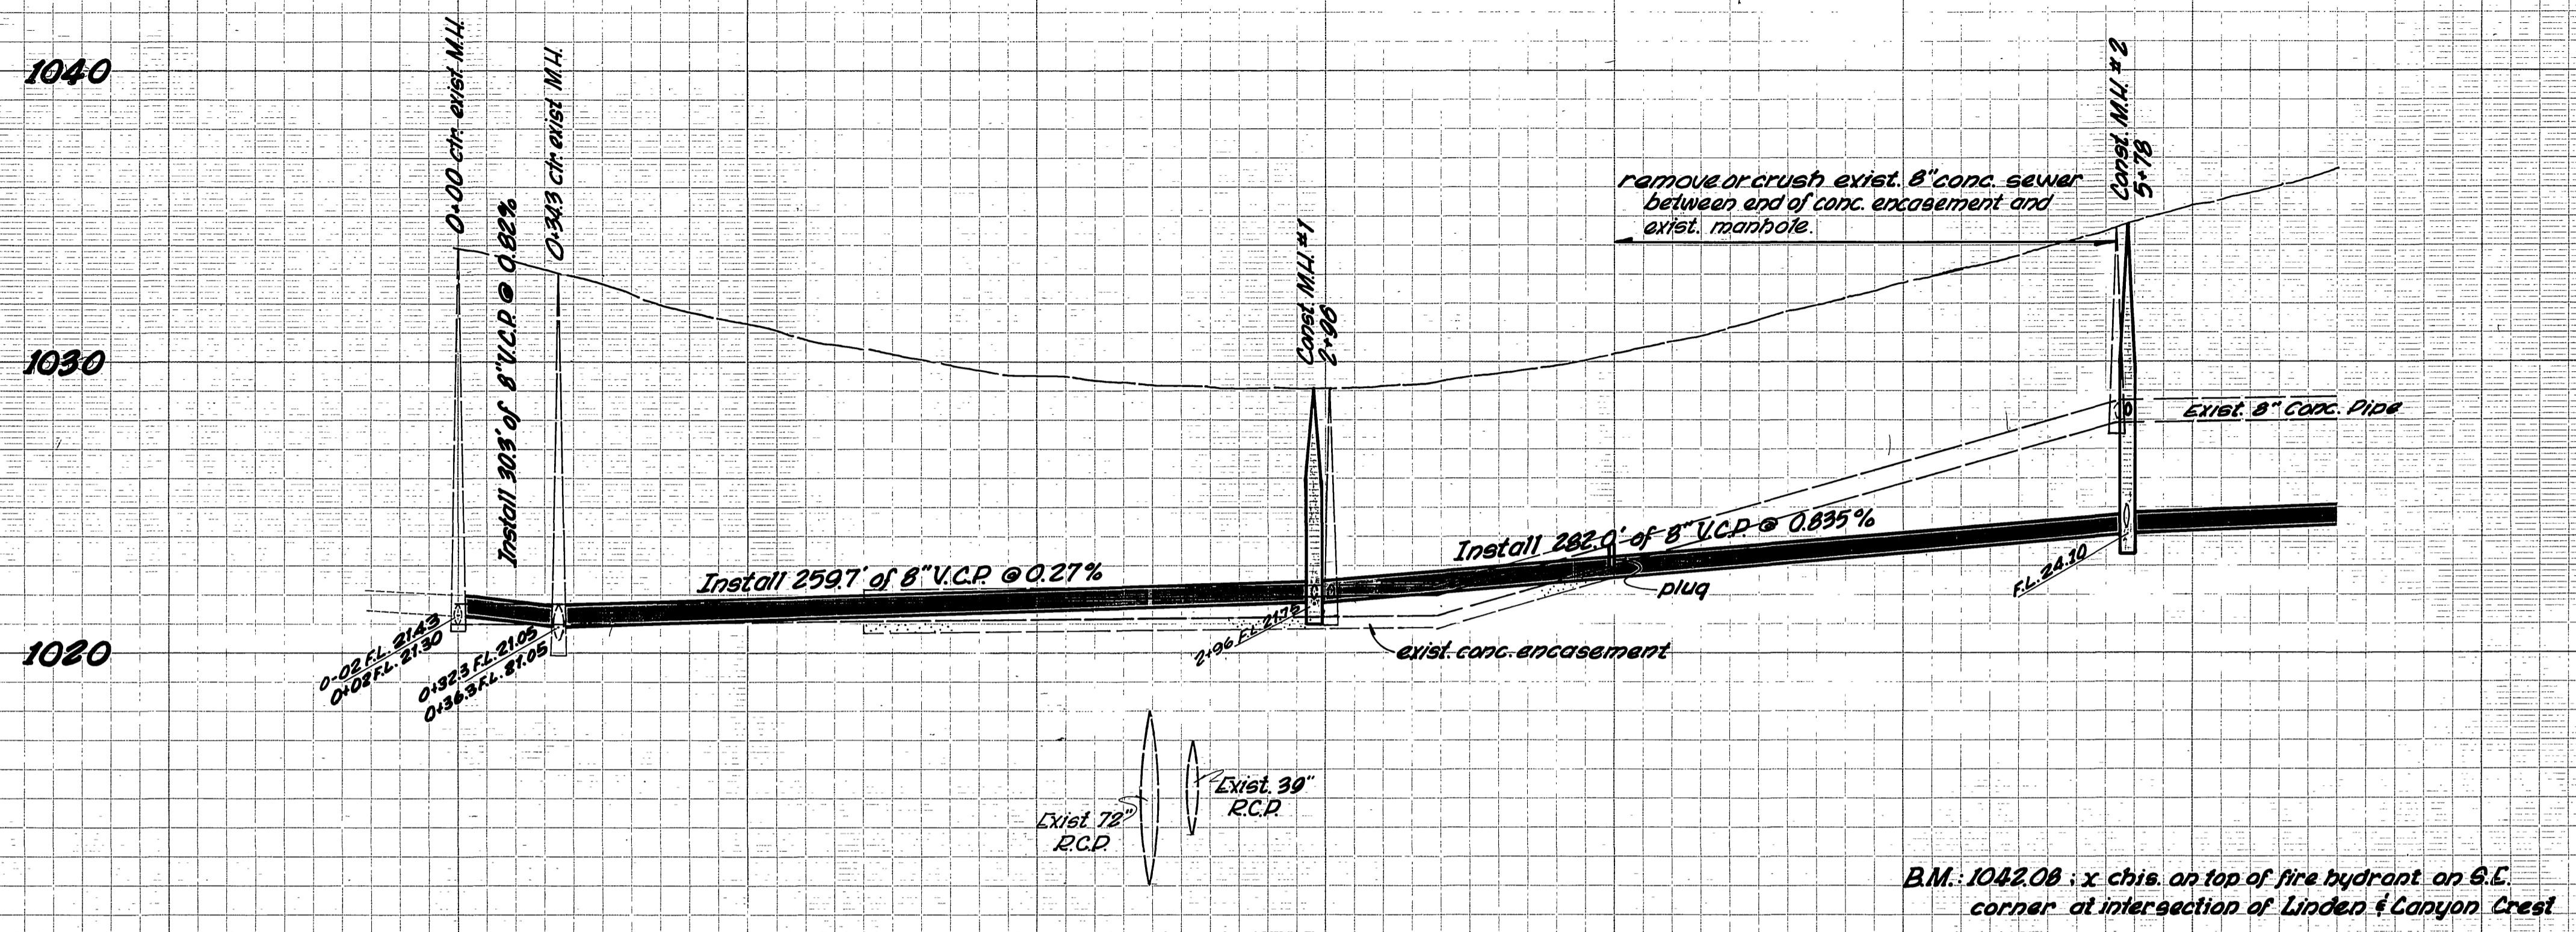 1040
1030
1020
0+00 ctr. exist M.H.
Install 30.3' of 8" V.C.P. @ 0.82%
0+34.3 ctr. exist M.H.
Const. M.H. #1
2+96
remove or crush exist. 8" conc. sewer
between end of conc. encasement and
exist. manhole.
Const. M.H. #2
5+78
Exist. 8" Conc. Pipe
Install 259.7' of 8" V.C.P. @ 0.27%
Install 282.0' of 8" V.C.P. @ 0.835%
plug
F.L. 24.10
0-02 F.L. 21.43
0+02 F.L. 21.30
0+32.3 F.L. 21.05
0+36.3 F.L. 21.05
2+96 F.L. 21.75
exist. conc. encasement
Exist 72"
R.C.P.
Exist. 39"
R.C.P.
B.M.: 1042.08 ; x chis. on top of fire hydrant on S.E.
corner at intersection of Linden & Canyon Crest